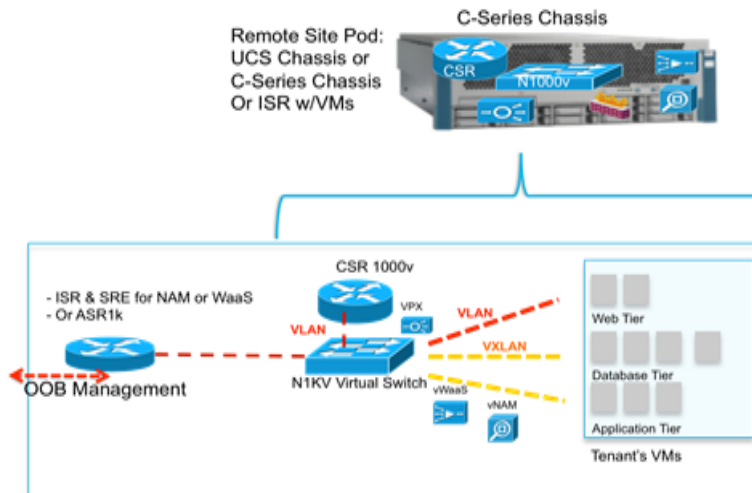 C-Series Chassis
Remote Site Pod:
UCS Chassis or
C-Series Chassis
Or ISR w/VMs
CSR
N1000v
CSR 1000v
- ISR & SRE for NAM or WaaS
- Or ASR1k
VPX
VLAN
VLAN
Web Tier
VXLAN
OOB Management
N1KV Virtual Switch
Database Tier
vWaaS
vNAM
Application Tier
Tenant's VMs